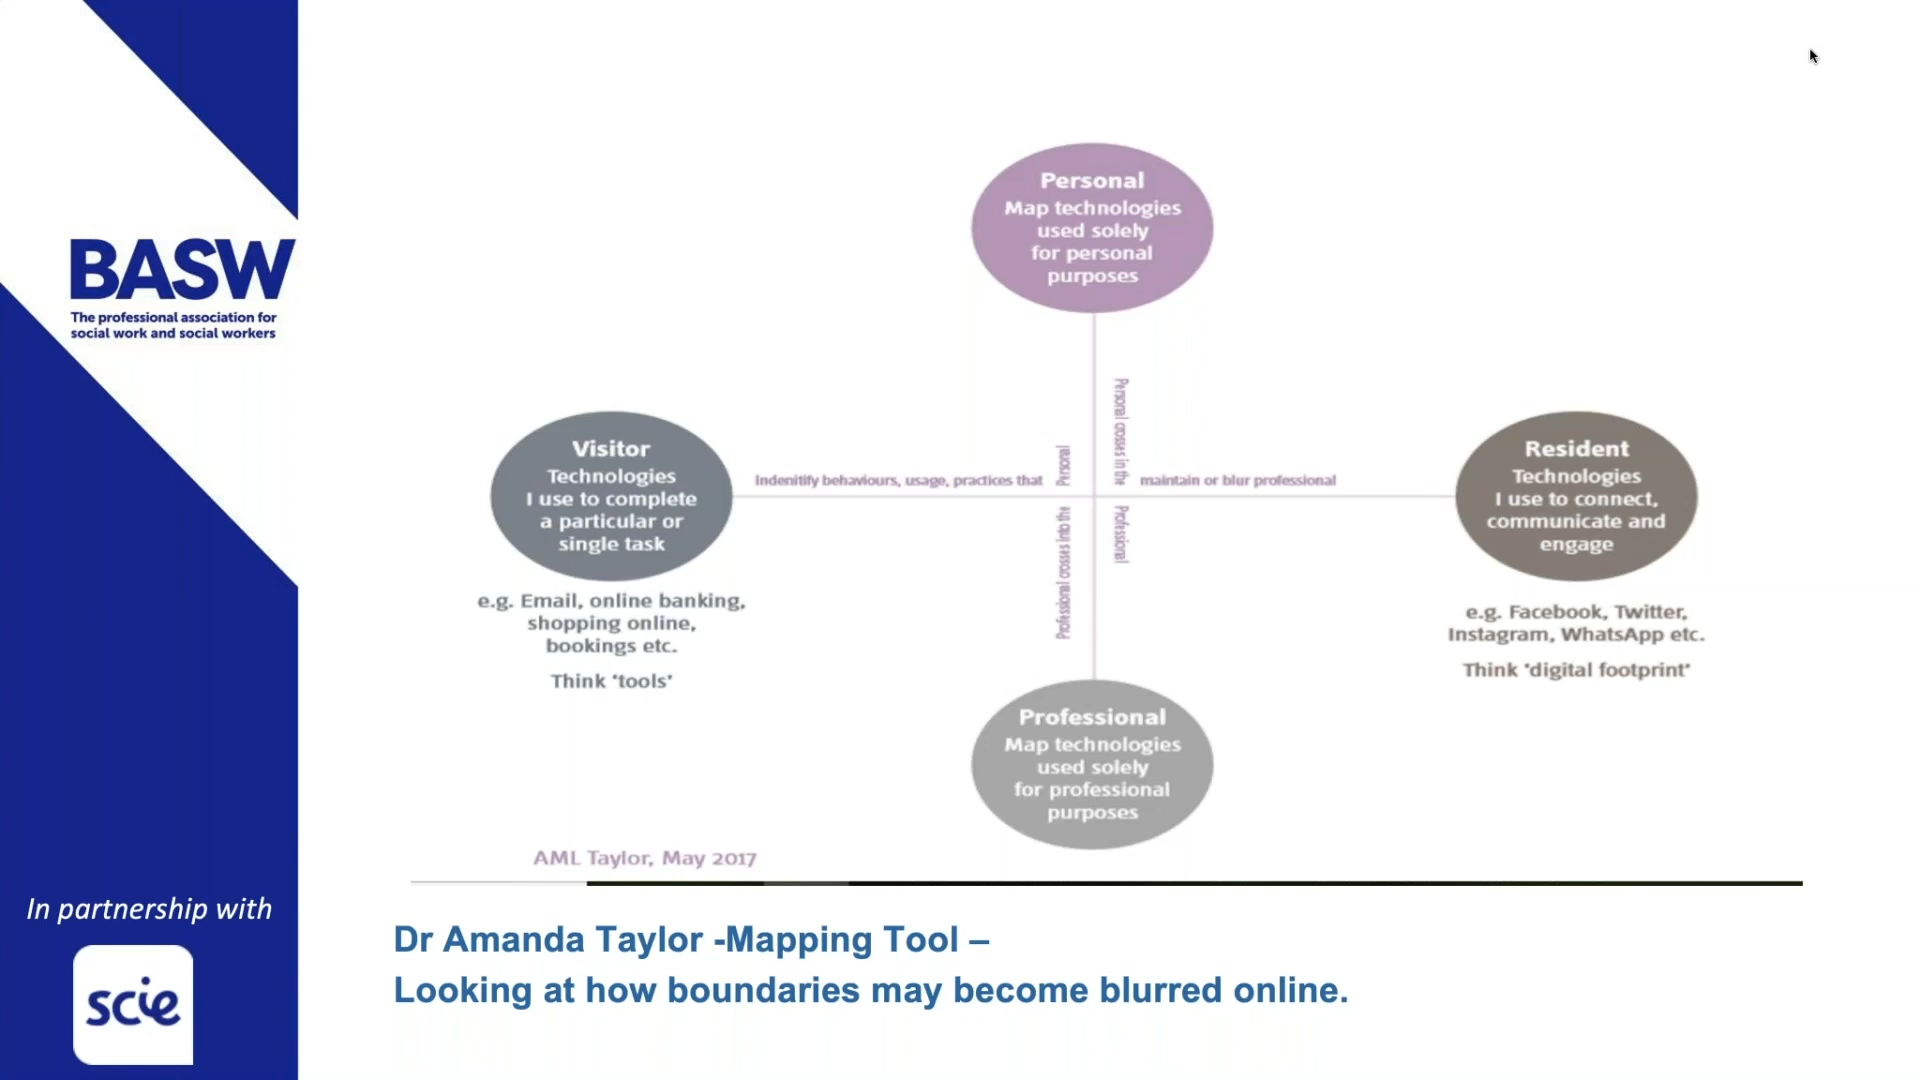 BASW
The professional association for
social work and social workers
In partnership with
scie
Personal
Map technologies
used solely
for personal
purposes
Visitor
Technologies
I use to complete
a particular or
single task
e.g. Email, online banking,
shopping online,
bookings etc.
Think 'tools'
Indenitify behaviours, usage, practices that
maintain or blur professional
Professional crosses into the Personal
Personal crosses in the Professional
Resident
Technologies
I use to connect,
communicate and
engage
e.g. Facebook, Twitter,
Instagram, WhatsApp etc.
Think 'digital footprint'
Professional
Map technologies
used solely
for professional
purposes
AML Taylor, May 2017
Dr Amanda Taylor -Mapping Tool –
Looking at how boundaries may become blurred online.